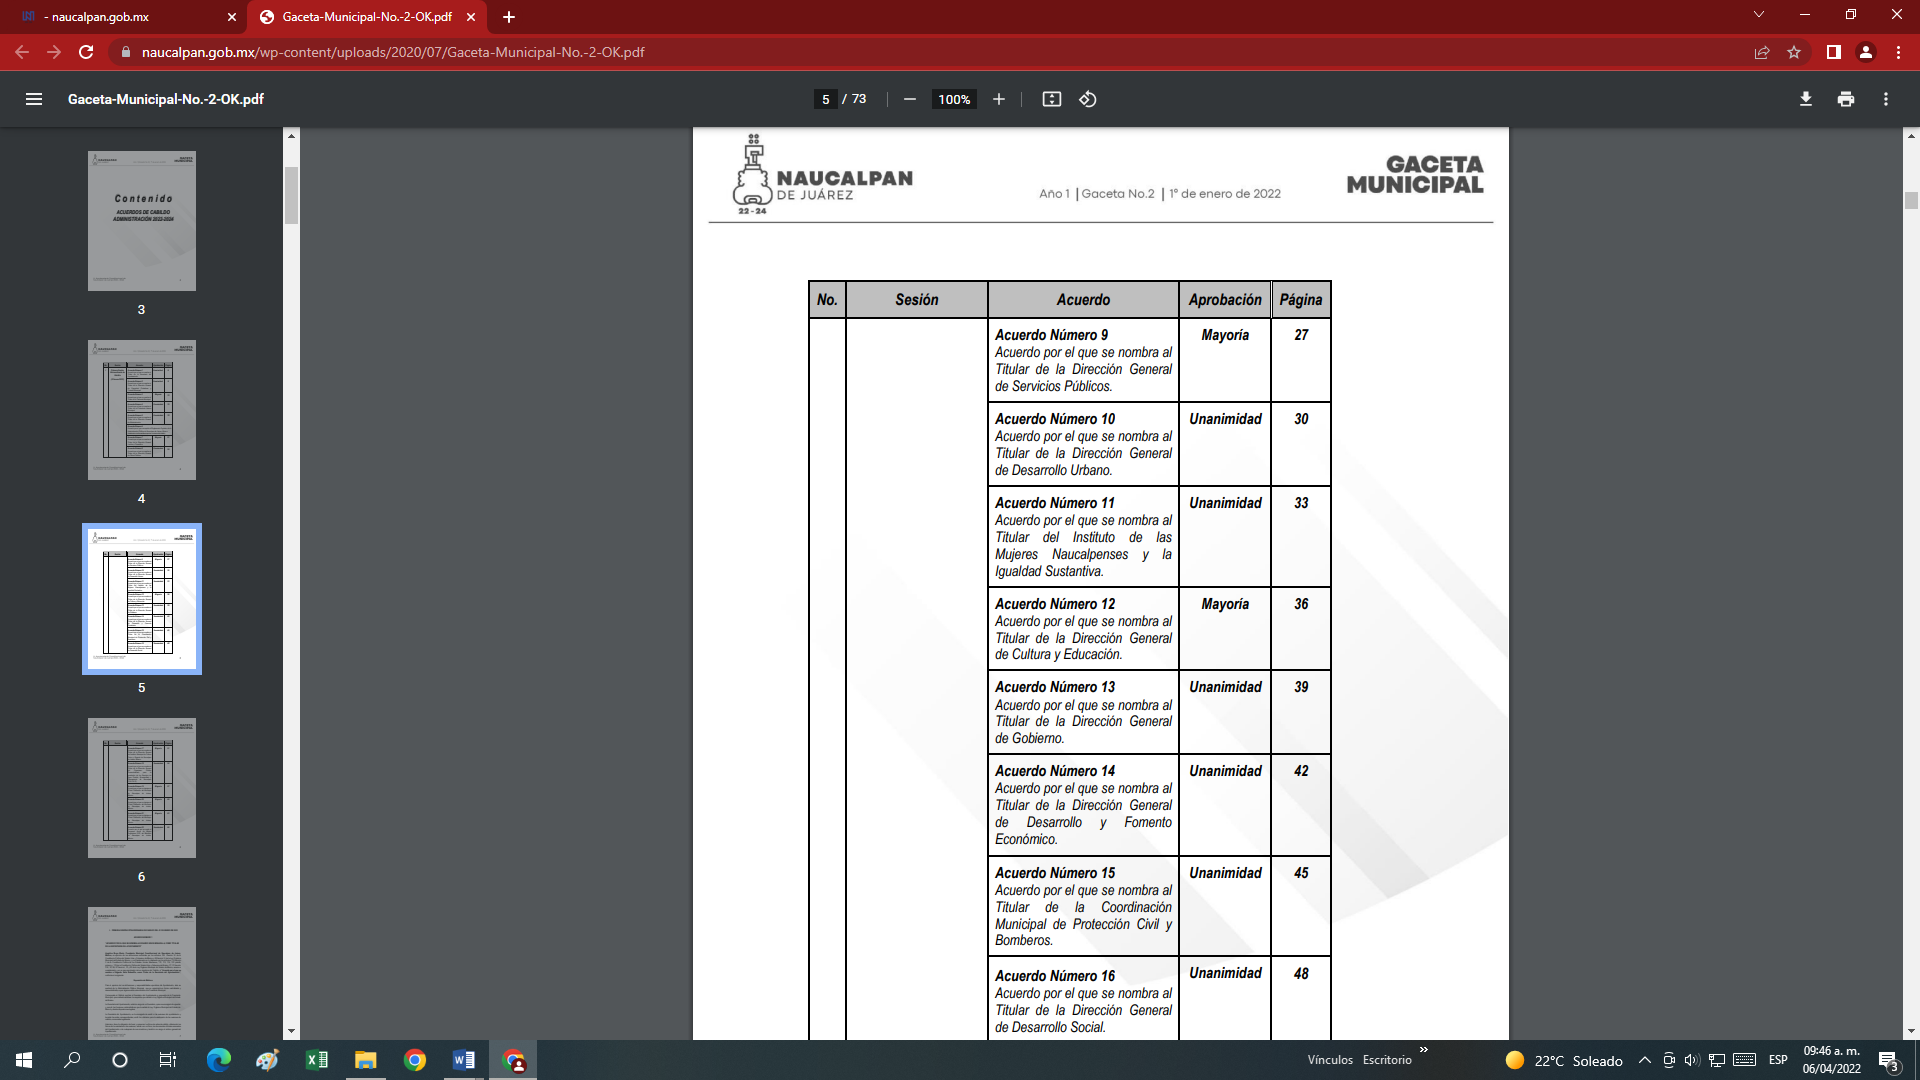 - naucalpan.gob.mx
Gaceta-Municipal-No.-2-OK.pdf
naucalpan.gob.mx/wp-content/uploads/2020/07/Gaceta-Municipal-No.-2-OK.pdf
Gaceta-Municipal-No.-2-OK.pdf
5 / 73
100%
Contenido
ACUERDOS DE CABILDO
ADMINISTRACIÓN 2022-2024
3
4
5
6
NAUCALPAN
DE JUÁREZ
22 - 24
Año 1 | Gaceta No.2 | 1° de enero de 2022
GACETA
MUNICIPAL
No. Sesión Acuerdo Aprobación Página
Acuerdo Número 9 Mayoría 27
Acuerdo por el que se nombra al
Titular de la Dirección General
de Servicios Públicos.
Acuerdo Número 10 Unanimidad 30
Acuerdo por el que se nombra al
Titular de la Dirección General
de Desarrollo Urbano.
Acuerdo Número 11 Unanimidad 33
Acuerdo por el que se nombra al
Titular del Instituto de las
Mujeres Naucalpenses y la
Igualdad Sustantiva.
Acuerdo Número 12 Mayoría 36
Acuerdo por el que se nombra al
Titular de la Dirección General
de Cultura y Educación.
Acuerdo Número 13 Unanimidad 39
Acuerdo por el que se nombra al
Titular de la Dirección General
de Gobierno.
Acuerdo Número 14 Unanimidad 42
Acuerdo por el que se nombra al
Titular de la Dirección General
de Desarrollo y Fomento
Económico.
Acuerdo Número 15 Unanimidad 45
Acuerdo por el que se nombra al
Titular de la Coordinación
Municipal de Protección Civil y
Bomberos.
Acuerdo Número 16 Unanimidad 48
Acuerdo por el que se nombra al
Titular de la Dirección General
de Desarrollo Social.
Vínculos Escritorio » 22°C Soleado ESP 09:46 a. m.
06/04/2022 3